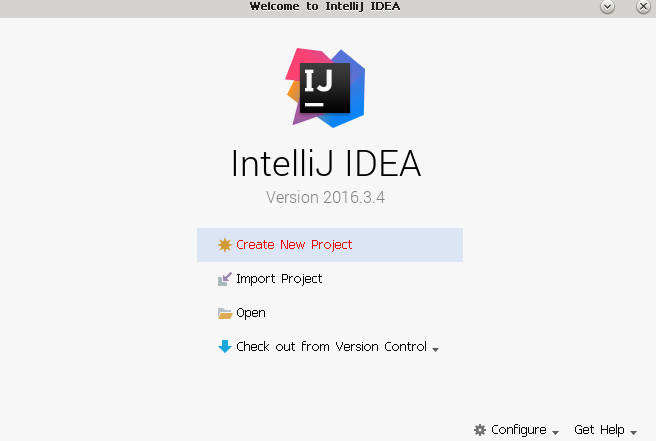 Welcome to IntelliJ IDEA
IJ
IntelliJ IDEA
Version 2016.3.4
Create New Project
Import Project
Open
Check out from Version Control
Configure Get Help